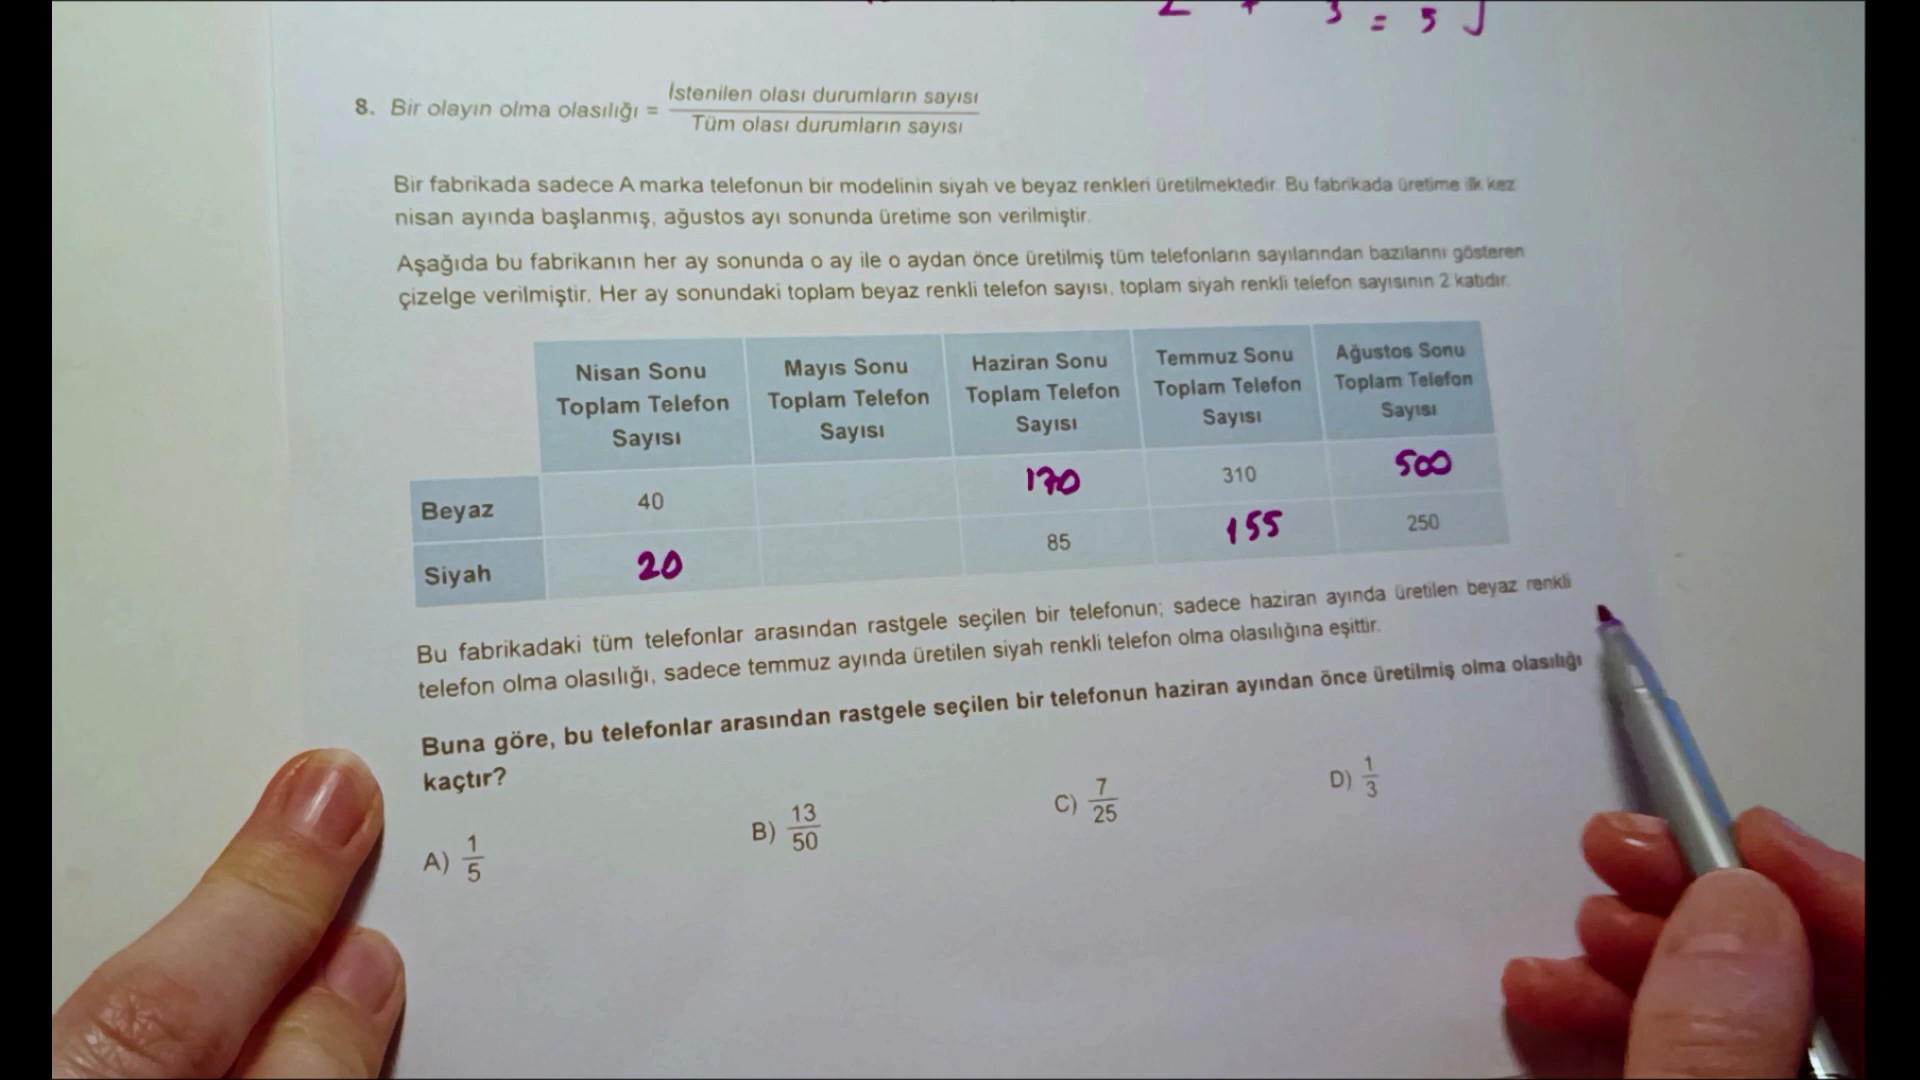 2 + 3 = 5
8. Bir olayın olma olasılığı = İstenilen olası durumların sayısı
Tüm olası durumların sayısı
Bir fabrikada sadece A marka telefonun bir modelinin siyah ve beyaz renkleri üretilmektedir. Bu fabrikada üretime ilk kez
nisan ayında başlanmış, ağustos ayı sonunda üretime son verilmiştir.
Aşağıda bu fabrikanın her ay sonunda o ay ile o aydan önce üretilmiş tüm telefonların sayılarından bazılarını gösteren
çizelge verilmiştir. Her ay sonundaki toplam beyaz renkli telefon sayısı, toplam siyah renkli telefon sayısının 2 katıdır.
Nisan Sonu Toplam Telefon Sayısı
Mayıs Sonu Toplam Telefon Sayısı
Haziran Sonu Toplam Telefon Sayısı
Temmuz Sonu Toplam Telefon Sayısı
Ağustos Sonu Toplam Telefon Sayısı
Beyaz 40 170 310 500
Siyah 20 85 155 250
Bu fabrikadaki tüm telefonlar arasından rastgele seçilen bir telefonun; sadece haziran ayında üretilen beyaz renkli
telefon olma olasılığı, sadece temmuz ayında üretilen siyah renkli telefon olma olasılığına eşittir.
Buna göre, bu telefonlar arasından rastgele seçilen bir telefonun haziran ayından önce üretilmiş olma olasılığı
kaçtır?
A) 1/5 B) 13/50 C) 7/25 D) 1/3